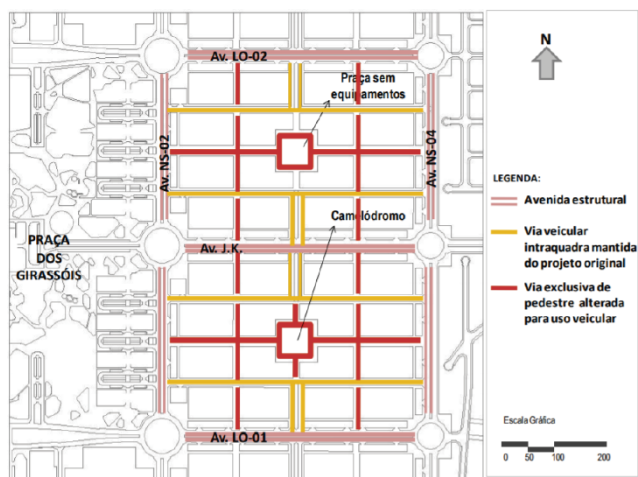 Av. LO-02
Praça sem
equipamentos
Av. NS-02
Av. NS-04
Camelódromo
PRAÇA
DOS
GIRASSÓIS
Av. J.K.
Av. LO-01
N
LEGENDA:
Avenida estrutural
Via veicular
intraquadra mantida
do projeto original
Via exclusiva de
pedestre alterada
para uso veicular
Escala Gráfica
0 50 100 200